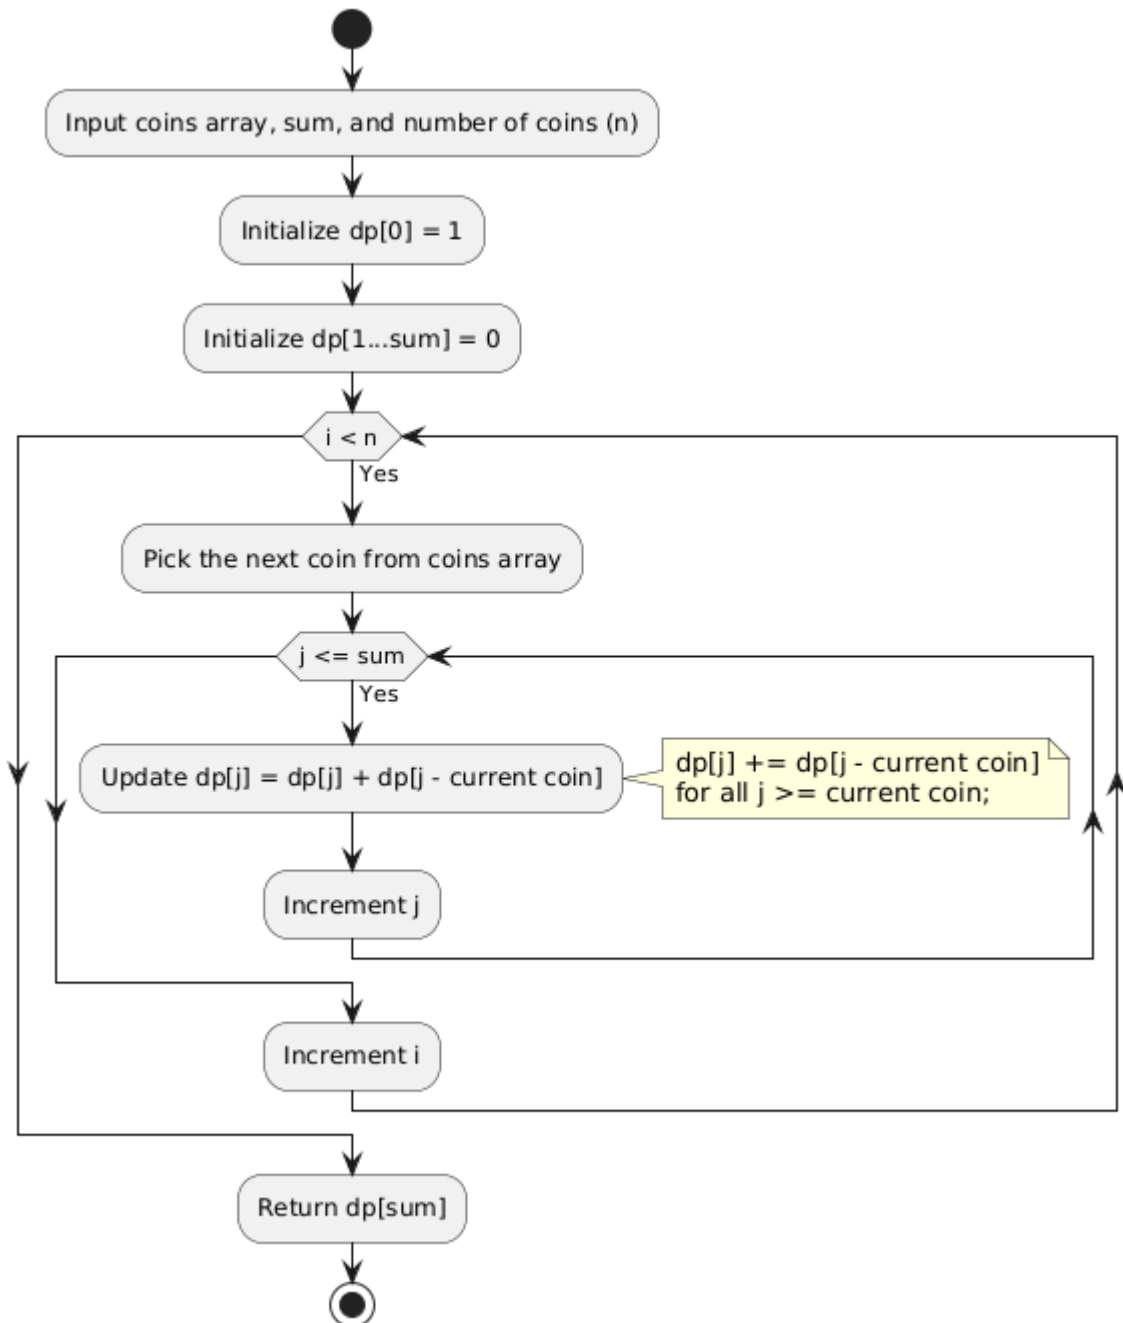 Input coins array, sum, and number of coins (n)
Initialize dp[0] = 1
Initialize dp[1...sum] = 0
i < n
Yes
Pick the next coin from coins array
j <= sum
Yes
Update dp[j] = dp[j] + dp[j - current coin]
dp[j] += dp[j - current coin]
for all j >= current coin;
Increment j
Increment i
Return dp[sum]